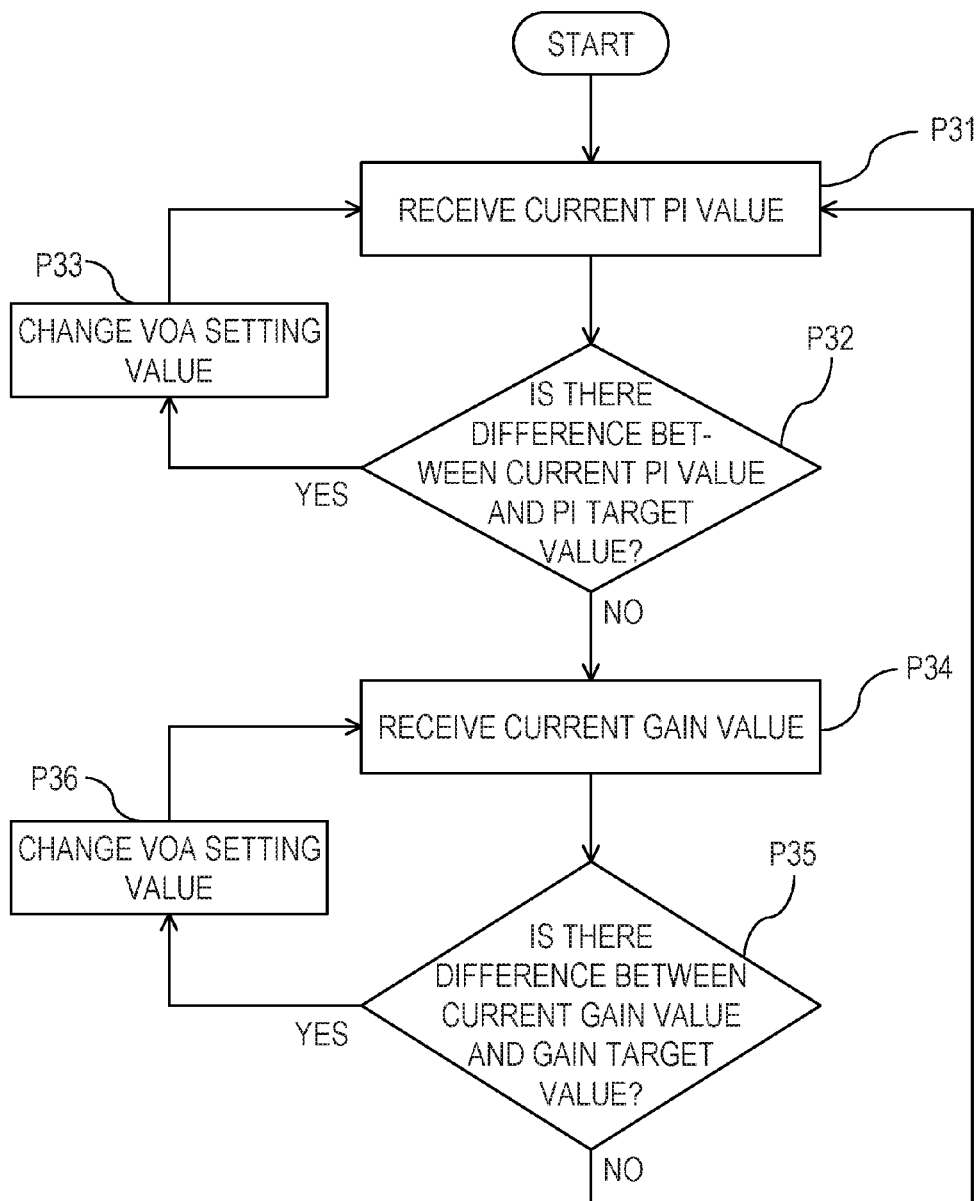 START
P31
RECEIVE CURRENT PI VALUE
P33
CHANGE VOA SETTING
VALUE
P32
IS THERE
DIFFERENCE BET-
WEEN CURRENT PI VALUE
AND PI TARGET
VALUE?
YES
NO
P34
RECEIVE CURRENT GAIN VALUE
P36
CHANGE VOA SETTING
VALUE
P35
IS THERE
DIFFERENCE BETWEEN
CURRENT GAIN VALUE
AND GAIN TARGET
VALUE?
YES
NO